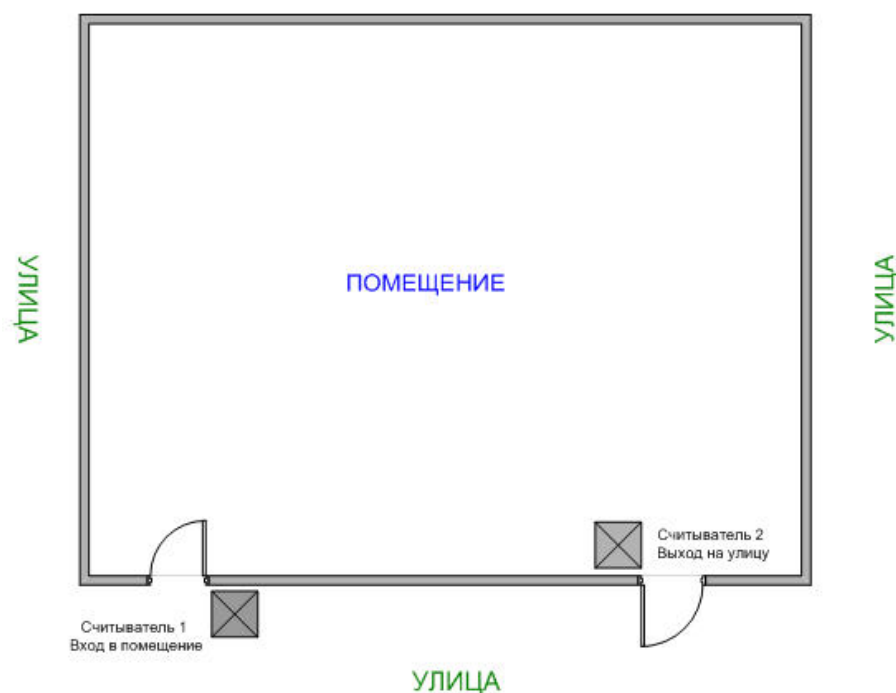 ПОМЕЩЕНИЕ
УЛИЦА
УЛИЦА
Считыватель 2
Выход на улицу
Считыватель 1
Вход в помещение
УЛИЦА